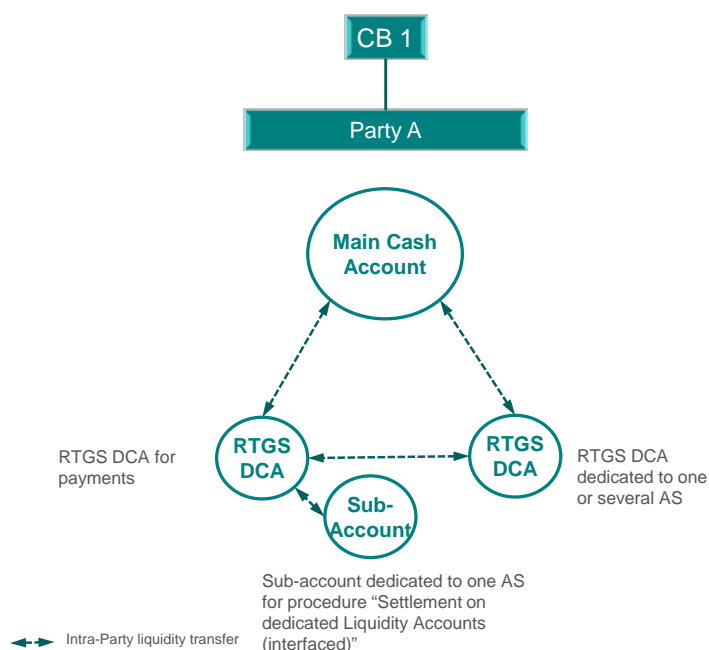 CB 1
Party A
Main Cash
Account
RTGS DCA for
payments
RTGS
DCA
RTGS
DCA
RTGS DCA
dedicated to one
or several AS
Sub-
Account
Sub-account dedicated to one AS
for procedure “Settlement on
dedicated Liquidity Accounts
(interfaced)”
Intra-Party liquidity transfer